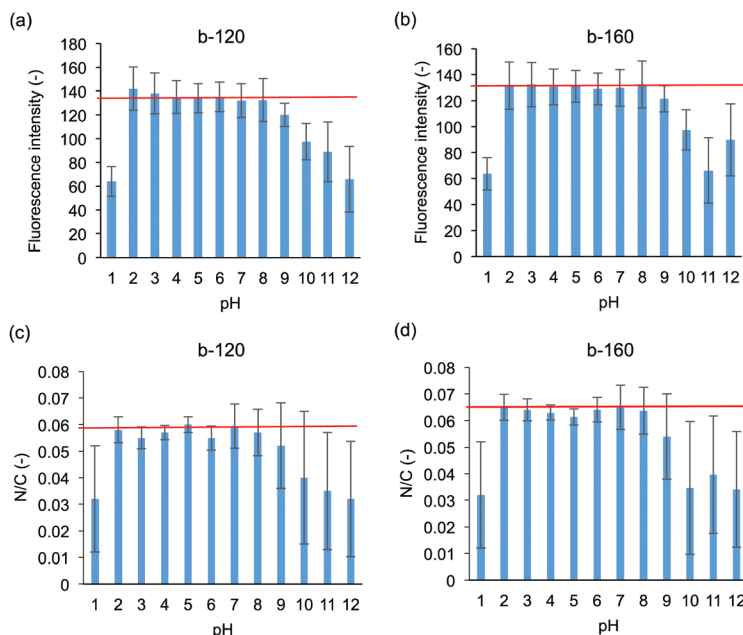 (a)
b-120
Fluorescence intensity (-)
180
160
140
120
100
80
60
40
20
0
1 2 3 4 5 6 7 8 9 10 11 12
pH
(b)
b-160
Fluorescence intensity (-)
160
140
120
100
80
60
40
20
0
1 2 3 4 5 6 7 8 9 10 11 12
pH
(c)
b-120
N/C (-)
0.08
0.07
0.06
0.05
0.04
0.03
0.02
0.01
0
1 2 3 4 5 6 7 8 9 10 11 12
pH
(d)
b-160
N/C (-)
0.08
0.07
0.06
0.05
0.04
0.03
0.02
0.01
0
1 2 3 4 5 6 7 8 9 10 11 12
pH